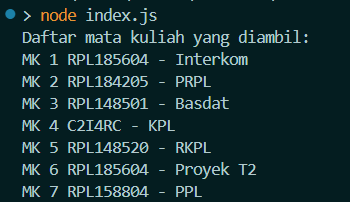 > node index.js
Daftar mata kuliah yang diambil:
MK 1 RPL185604 - Interkom
MK 2 RPL184205 - PRPL
MK 3 RPL148501 - Basdat
MK 4 C2I4RC - KPL
MK 5 RPL148520 - RKPL
MK 6 RPL185604 - Proyek T2
MK 7 RPL158804 - PPL